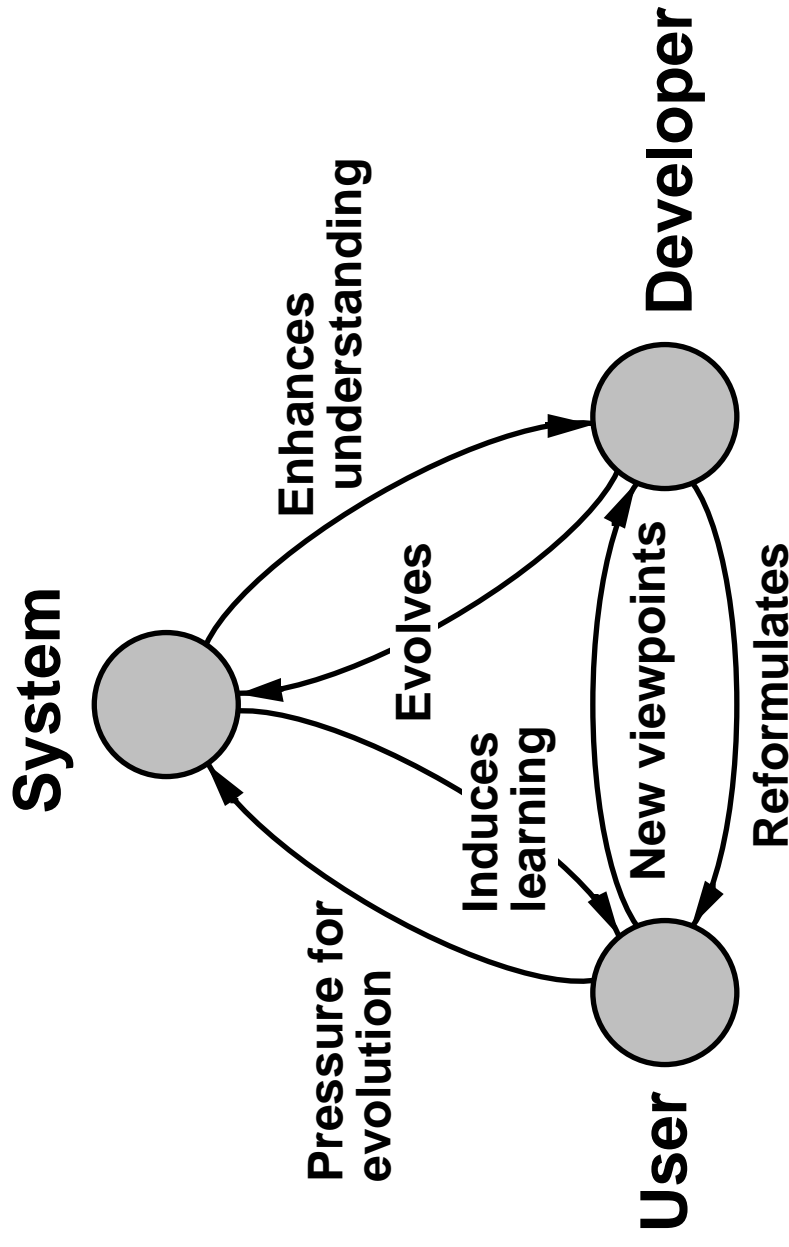 System
Enhances
understanding
Pressure for
evolution
Evolves
Induces
learning
New viewpoints
User
Developer
Reformulates